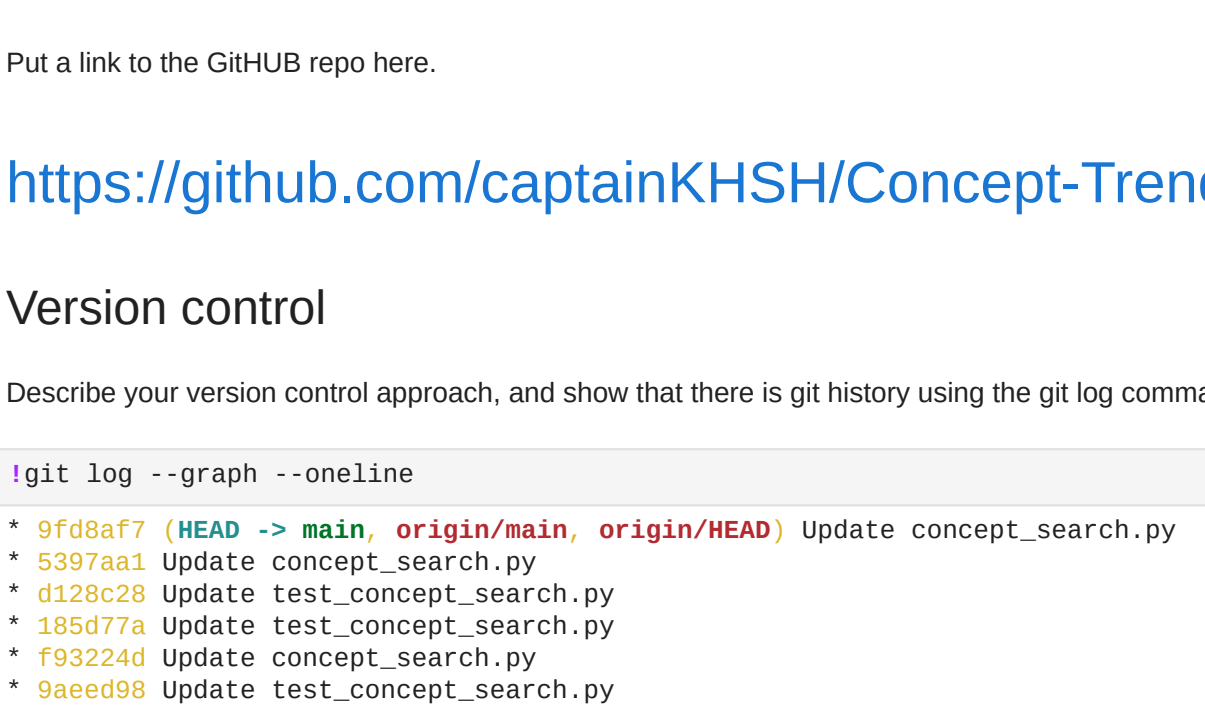 Put a link to the GitHUB repo here.
https://github.com/captainKHSH/Concept-Tren
Version control
Describe your version control approach, and show that there is git history using the git log comma
!git log --graph --oneline
* 9fd8af7 (HEAD -> main, origin/main, origin/HEAD) Update concept_search.py
* 5397aa1 Update concept_search.py
* d128c28 Update test_concept_search.py
* 185d77a Update test_concept_search.py
* f93224d Update concept_search.py
* 9aeed98 Update test_concept_search.py